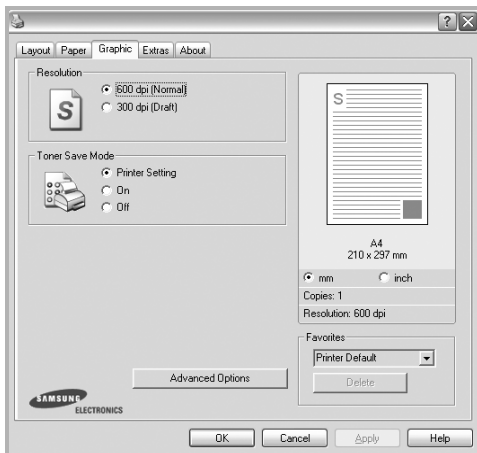 Layout Paper Graphic Extras About
Resolution
S
600 dpi (Normal)
300 dpi (Draft)
Toner Save Mode
Printer Setting
On
Off
S
A4
210 x 297 mm
mm inch
Copies: 1
Resolution: 600 dpi
Favorites
Printer Default
Delete
Advanced Options
SAMSUNG
ELECTRONICS
OK Cancel Apply Help